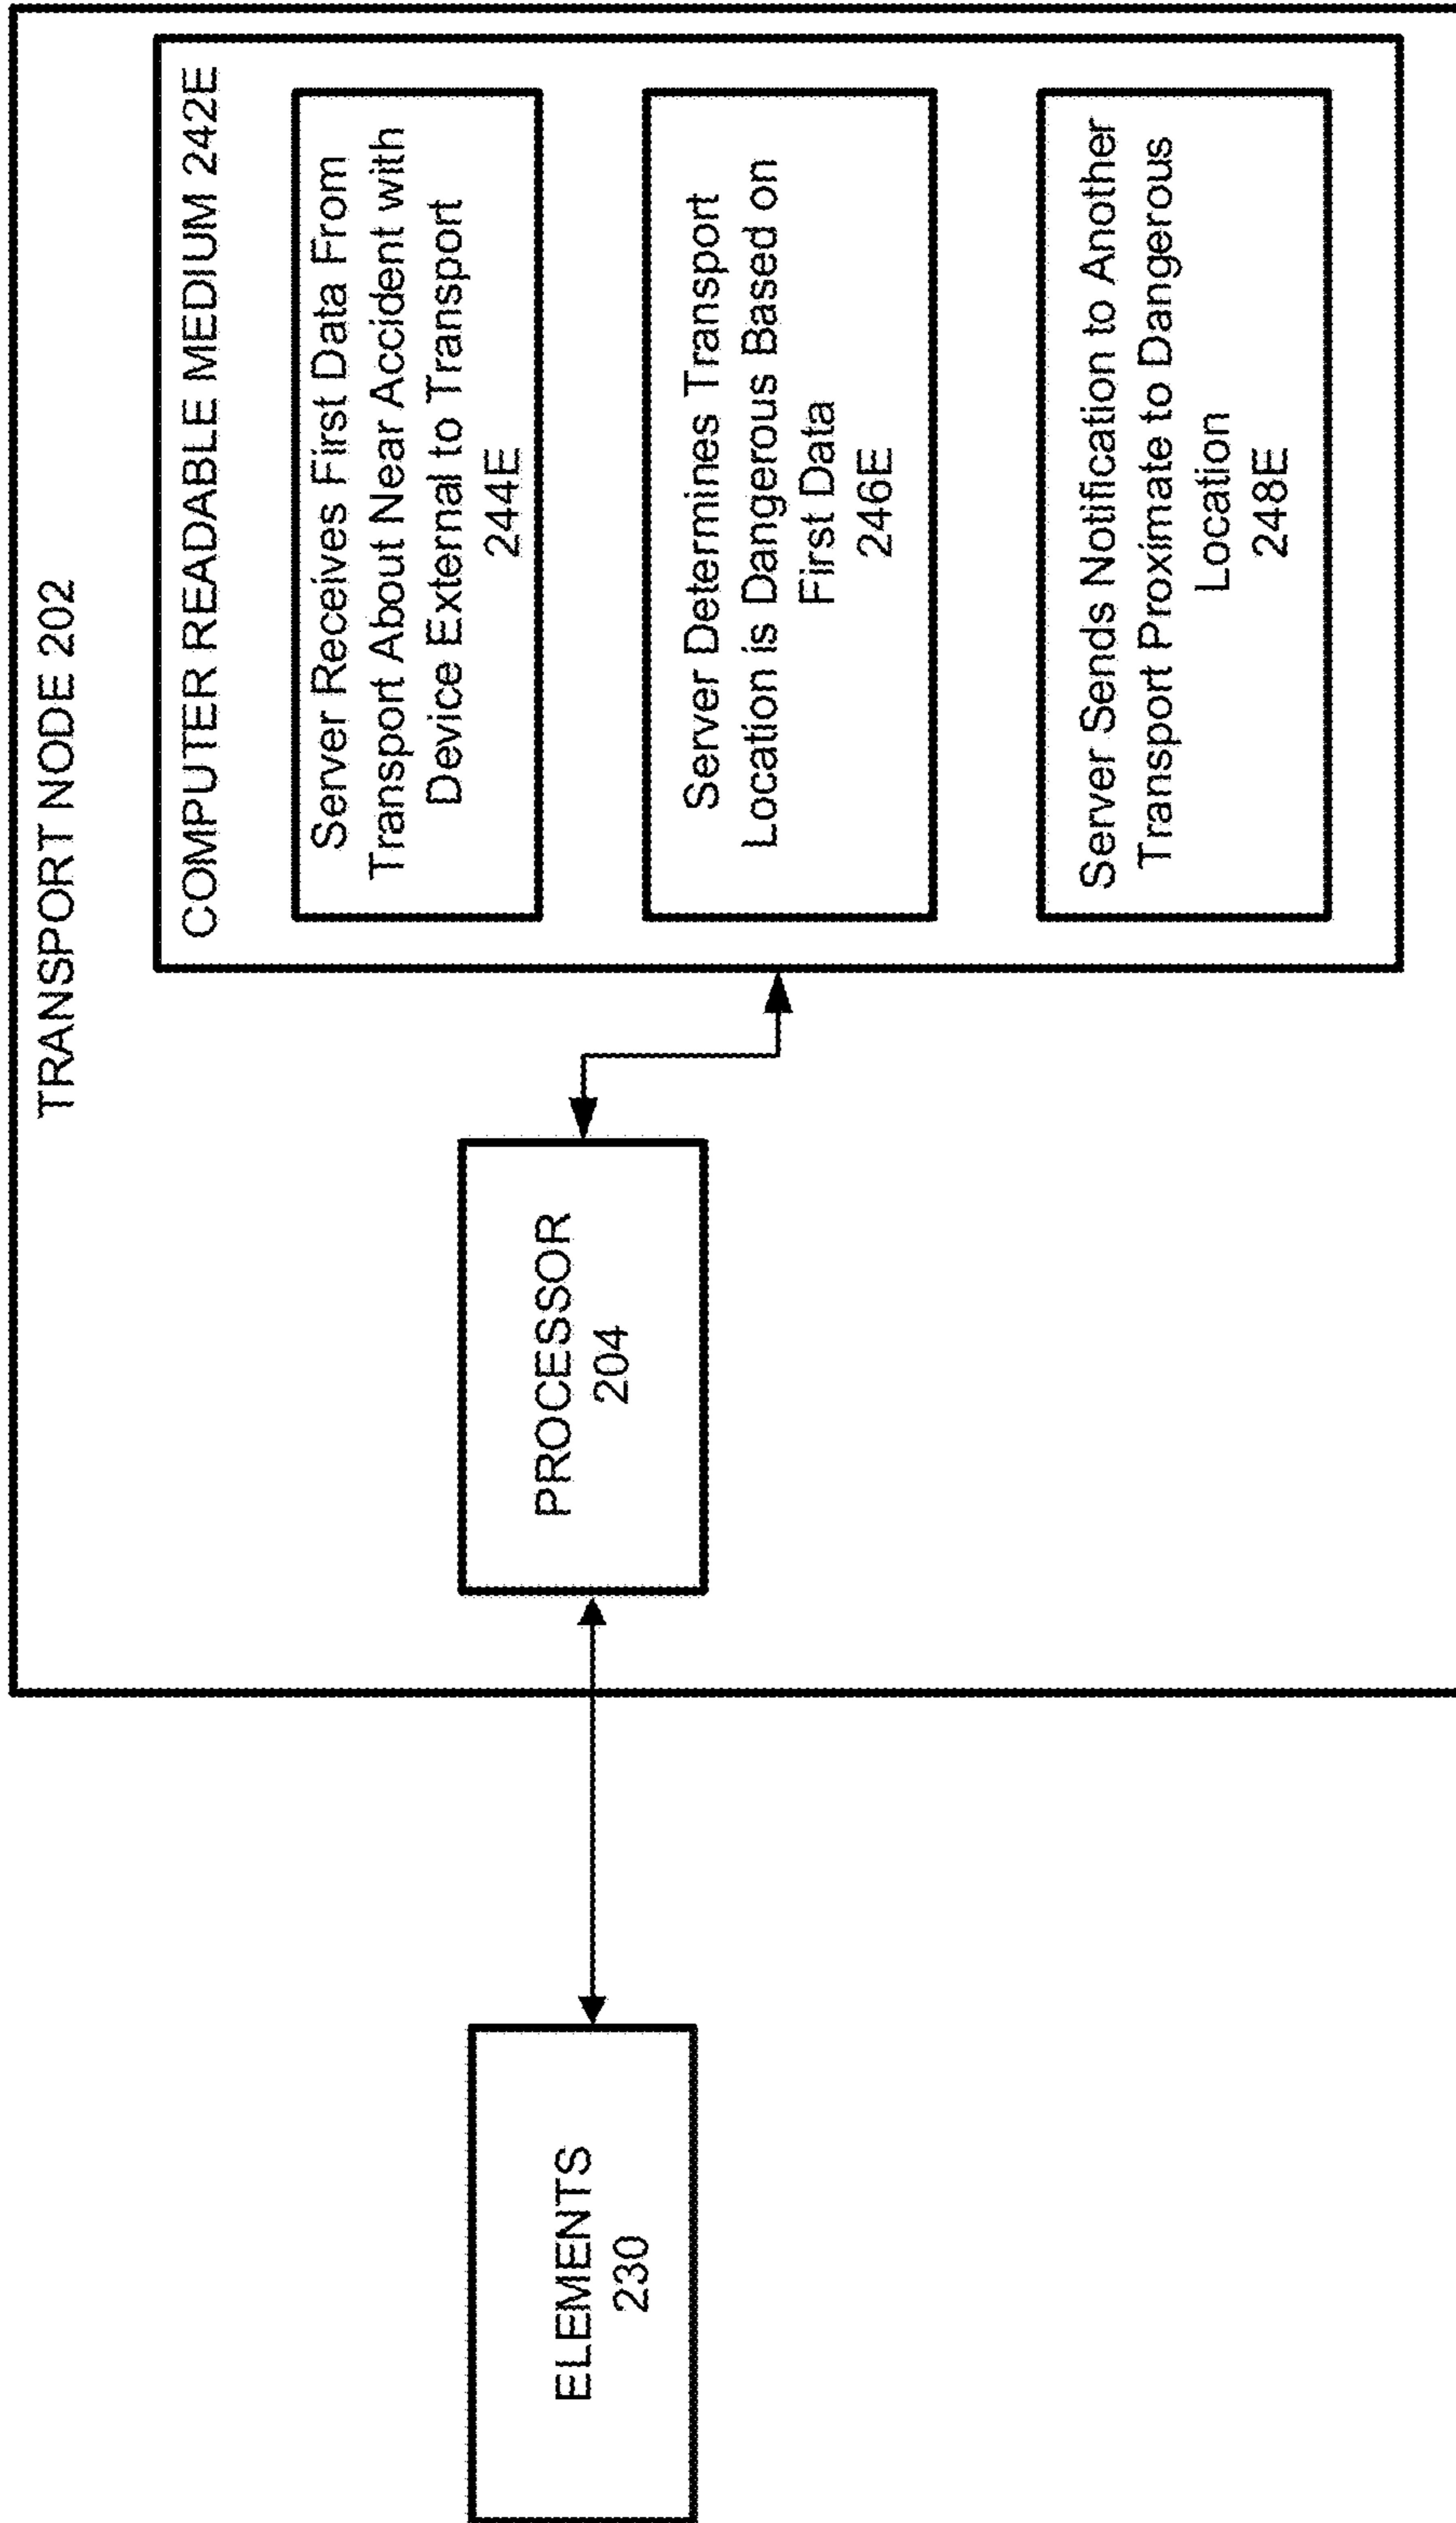 TRANSPORT NODE 202
COMPUTER READABLE MEDIUM 242E
Server Receives First Data From
Transport About Near Accident with
Device External to Transport
244E
Server Determines Transport
Location is Dangerous Based on
First Data
246E
Server Sends Notification to Another
Transport Proximate to Dangerous
Location
248E
PROCESSOR
204
ELEMENTS
230